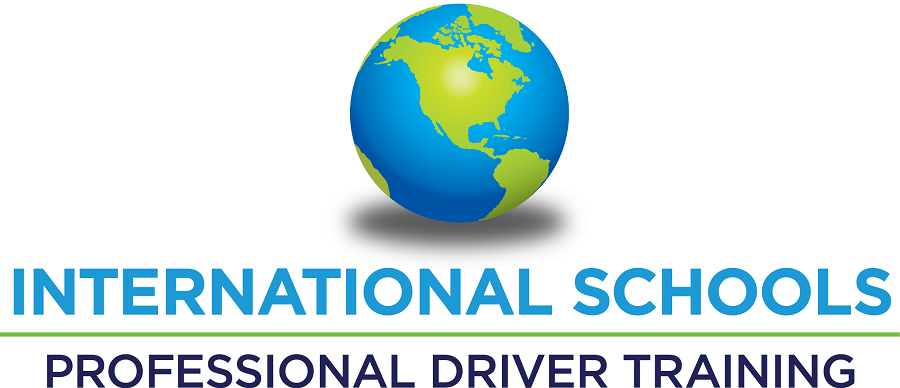 INTERNATIONAL SCHOOLS
PROFESSIONAL DRIVER TRAINING